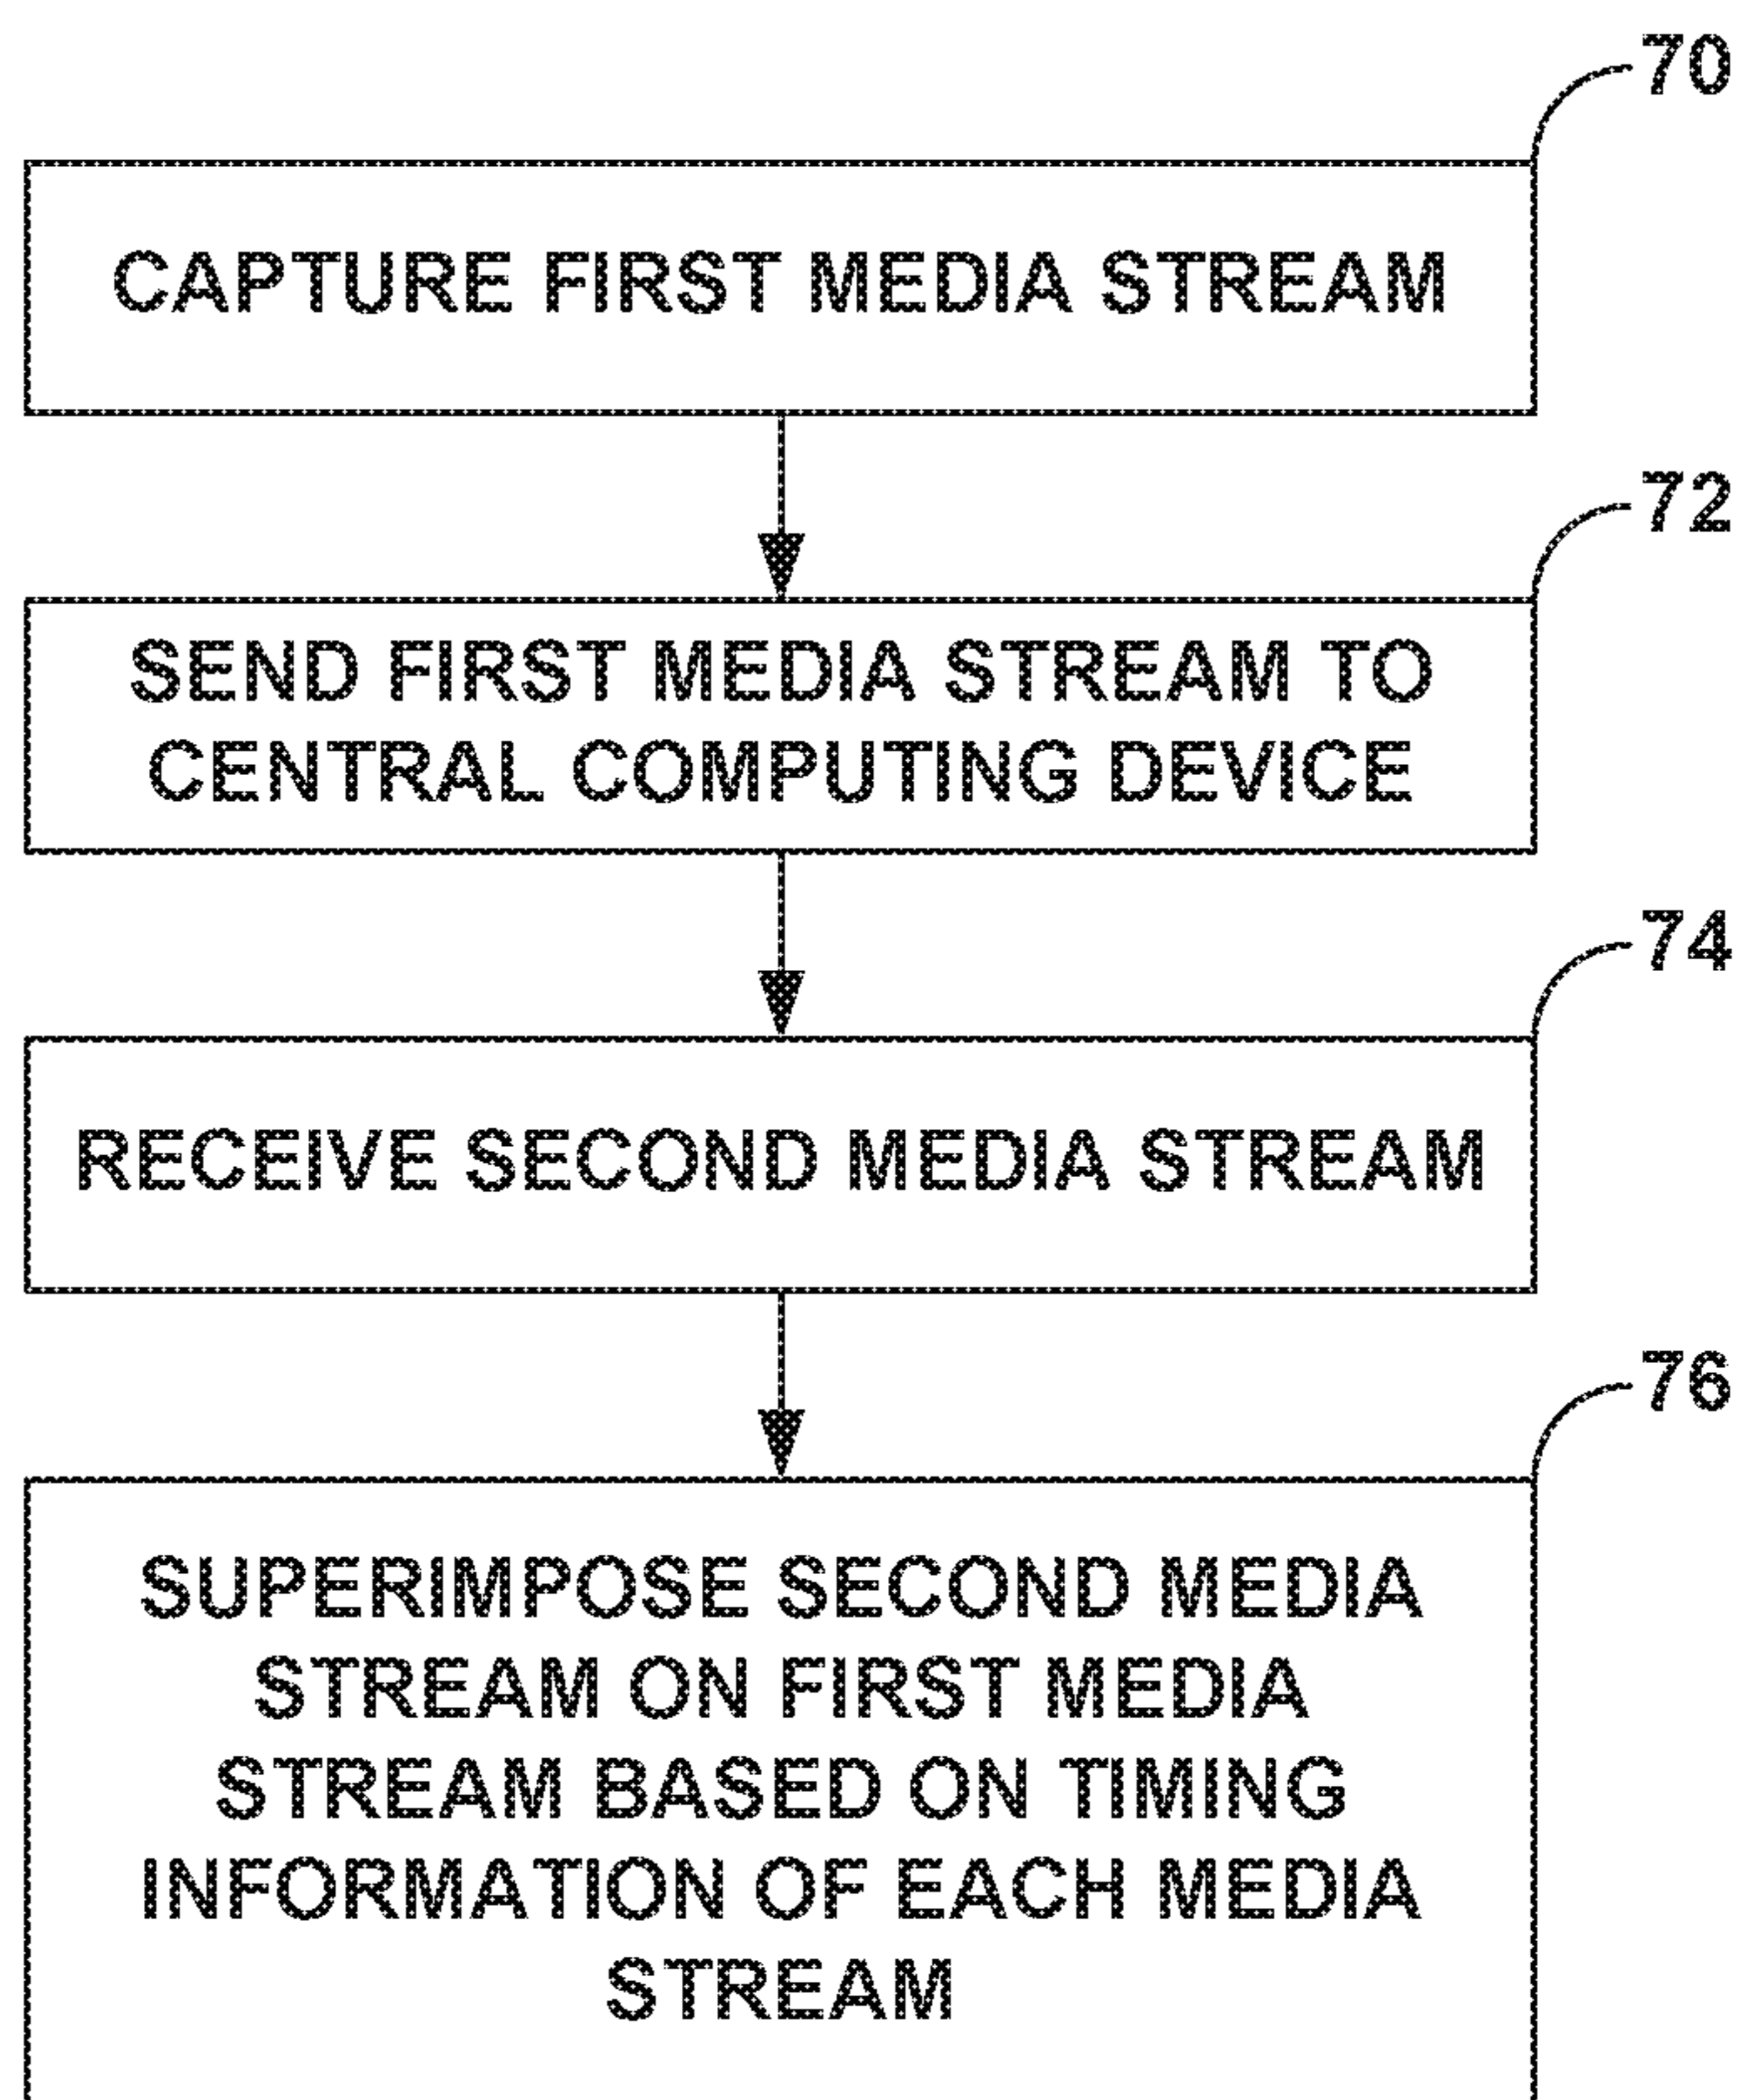 70
CAPTURE FIRST MEDIA STREAM
72
SEND FIRST MEDIA STREAM TO
CENTRAL COMPUTING DEVICE
74
RECEIVE SECOND MEDIA STREAM
76
SUPERIMPOSE SECOND MEDIA
STREAM ON FIRST MEDIA
STREAM BASED ON TIMING
INFORMATION OF EACH MEDIA
STREAM